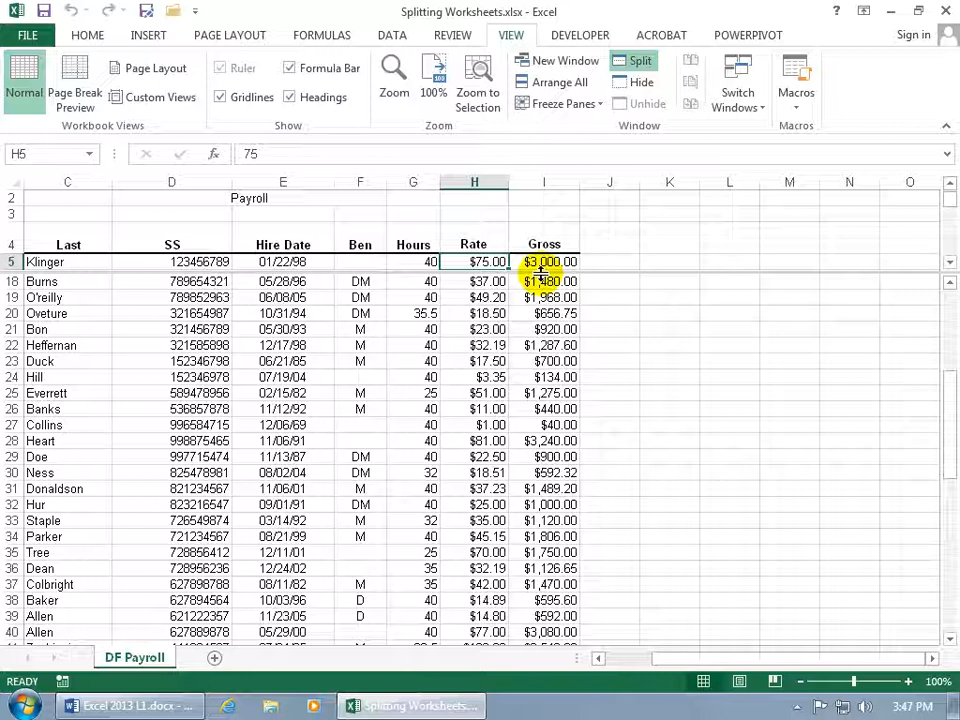 Splitting Worksheets.xlsx - Excel
FILE HOME INSERT PAGE LAYOUT FORMULAS DATA REVIEW VIEW DEVELOPER ACROBAT POWERPIVOT Sign in
Normal
Page Break Preview
Page Layout
Custom Views
Workbook Views
Ruler
Formula Bar
Gridlines
Headings
Show
Zoom
100%
Zoom to Selection
Zoom
New Window
Arrange All
Freeze Panes
Split
Hide
Unhide
Switch Windows
Window
Macros
Macros
H5 fx 75
C D E F G H I J K L M N O
2 Payroll
3
4 Last SS Hire Date Ben Hours Rate Gross
5 Klinger 123456789 01/22/98 40 $75.00 $3,000.00
18 Burns 789654321 05/28/96 DM 40 $37.00 $1,480.00
19 O'reilly 789852963 06/08/05 DM 40 $49.20 $1,968.00
20 Oveture 321654987 10/31/94 DM 35.5 $18.50 $656.75
21 Bon 321456789 05/30/93 M 40 $23.00 $920.00
22 Heffernan 321585898 12/17/98 M 40 $32.19 $1,287.60
23 Duck 152346798 06/21/85 M 40 $17.50 $700.00
24 Hill 152346978 07/19/04 40 $3.35 $134.00
25 Everrett 589478956 02/15/82 M 25 $51.00 $1,275.00
26 Banks 536857878 11/12/92 M 40 $11.00 $440.00
27 Collins 996584715 12/06/69 40 $1.00 $40.00
28 Heart 998875465 11/06/91 40 $81.00 $3,240.00
29 Doe 997715474 11/13/87 DM 40 $22.50 $900.00
30 Ness 825478981 08/02/04 DM 32 $18.51 $592.32
31 Donaldson 821234567 11/06/01 M 40 $37.23 $1,489.20
32 Hur 823216547 09/01/91 DM 40 $25.00 $1,000.00
33 Staple 726549874 03/14/92 M 32 $35.00 $1,120.00
34 Parker 721234567 08/21/99 M 40 $45.15 $1,806.00
35 Tree 728856412 12/11/01 25 $70.00 $1,750.00
36 Dean 728956236 12/24/02 35 $32.19 $1,126.65
37 Colbright 627898788 08/11/82 M 35 $42.00 $1,470.00
38 Baker 627894564 10/03/96 D 40 $14.89 $595.60
39 Allen 621222357 11/23/05 D 40 $14.80 $592.00
40 Allen 627889878 05/29/00 40 $77.00 $3,080.00
DF Payroll
READY 100%
Excel 2013 L1.docx - ... Splitting Worksheets.... 3:47 PM